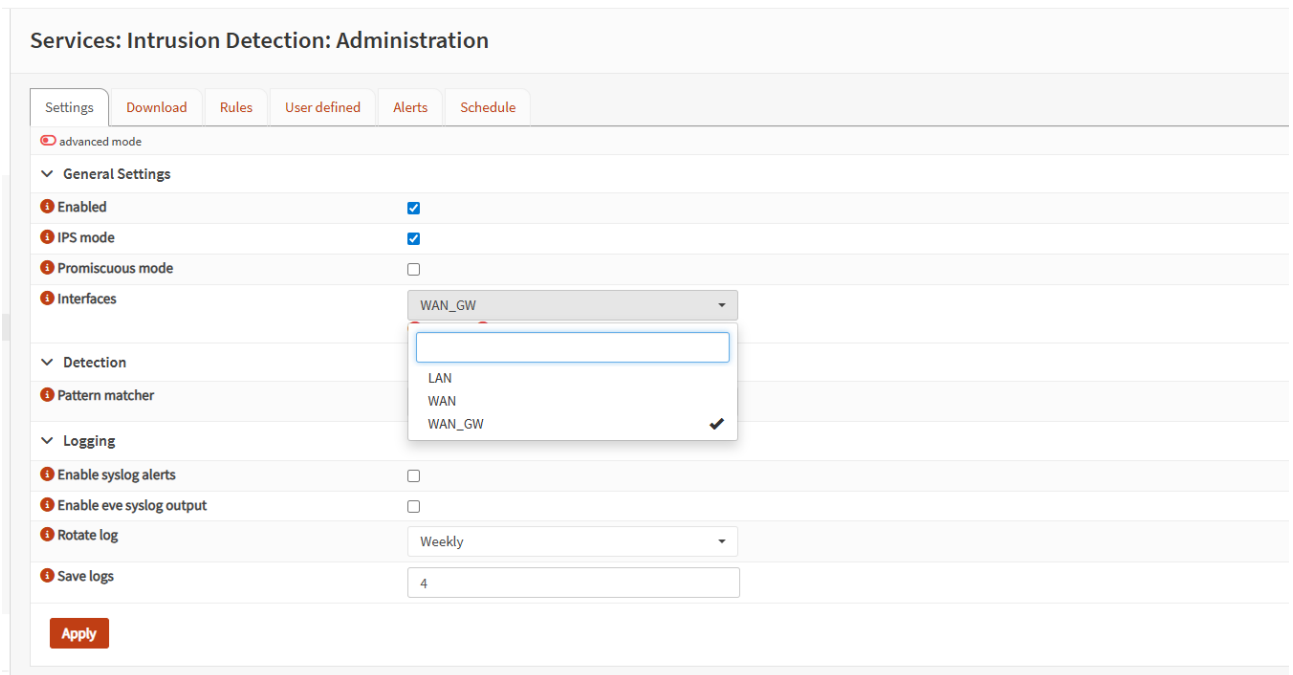 Services: Intrusion Detection: Administration
Settings Download Rules User defined Alerts Schedule
advanced mode
General Settings
Enabled
IPS mode
Promiscuous mode
Interfaces WAN_GW
LAN
WAN
WAN_GW
Detection
Pattern matcher
Logging
Enable syslog alerts
Enable eve syslog output
Rotate log Weekly
Save logs 4
Apply